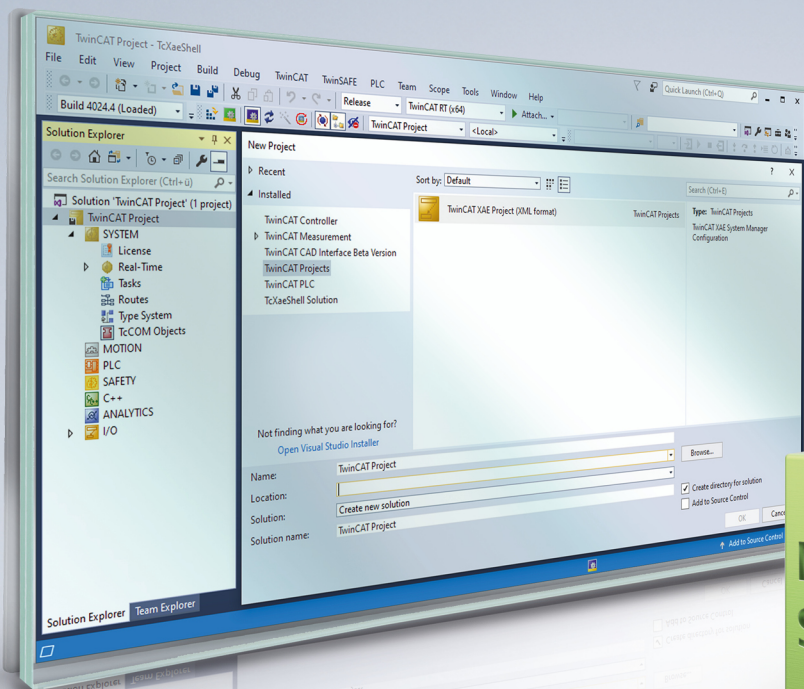 TwinCAT Project - TcXaeShell
Quick Launch (Ctrl+Q)
File Edit View Project Build Debug TwinCAT TwinSAFE PLC Team Scope Tools Window Help
Release TwinCAT RT (x64) Attach...
Build 4024.4 (Loaded) TwinCAT Project <Local>
Solution Explorer
Search Solution Explorer (Ctrl+ü)
Solution 'TwinCAT Project' (1 project)
TwinCAT Project
SYSTEM
License
Real-Time
Tasks
Routes
Type System
TcCOM Objects
MOTION
PLC
SAFETY
C++
ANALYTICS
I/O
Solution Explorer Team Explorer
New Project
? X
Recent
Installed
TwinCAT Controller
TwinCAT Measurement
TwinCAT CAD Interface Beta Version
TwinCAT Projects
TwinCAT PLC
TcXaeShell Solution
Not finding what you are looking for?
Open Visual Studio Installer
Sort by: Default
TwinCAT XAE Project (XML format) TwinCAT Projects
Search (Ctrl+E)
Type: TwinCAT Projects
TwinCAT XAE System Manager
Configuration
Name: TwinCAT Project
Location: Browse...
Solution: Create new solution
Solution name: TwinCAT Project
Create directory for solution
Add to Source Control
OK
Add to Source Control